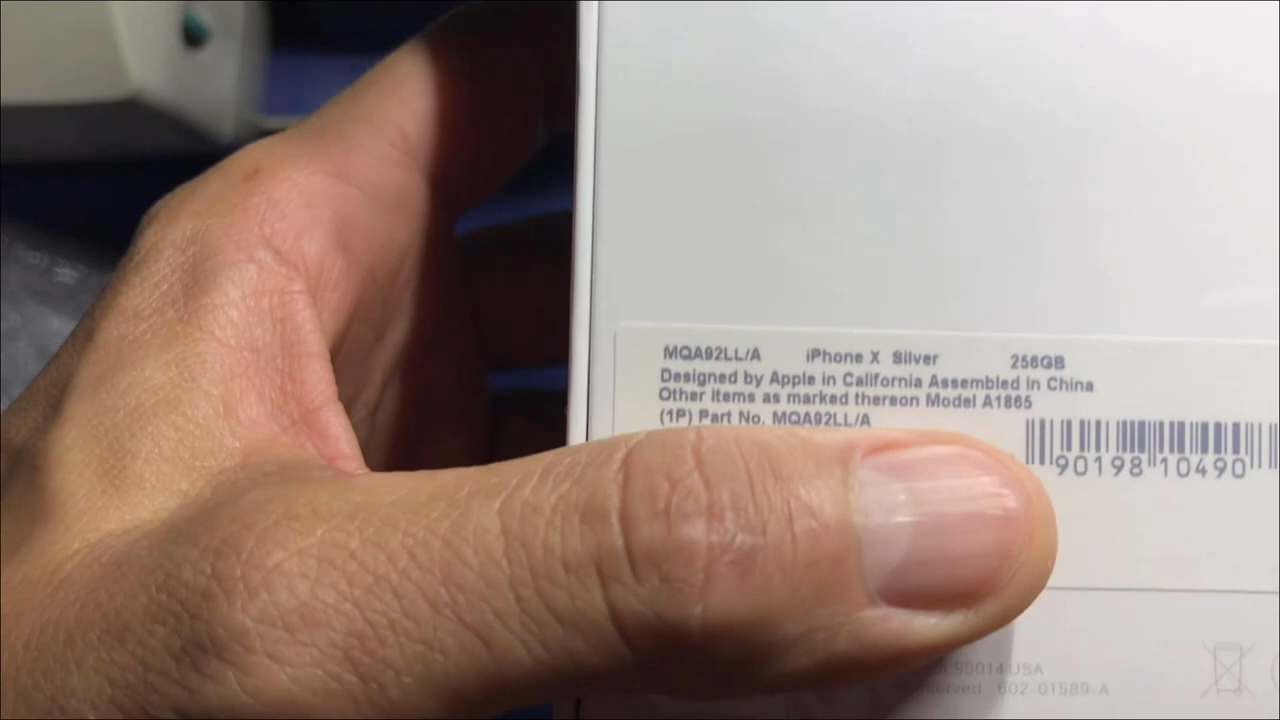 MQA92LL/A iPhone X Silver 256GB
Designed by Apple in California Assembled in China
Other items as marked thereon Model A1865
(1P) Part No. MQA92LL/A
90198 10490
95014 USA
602-01589-A